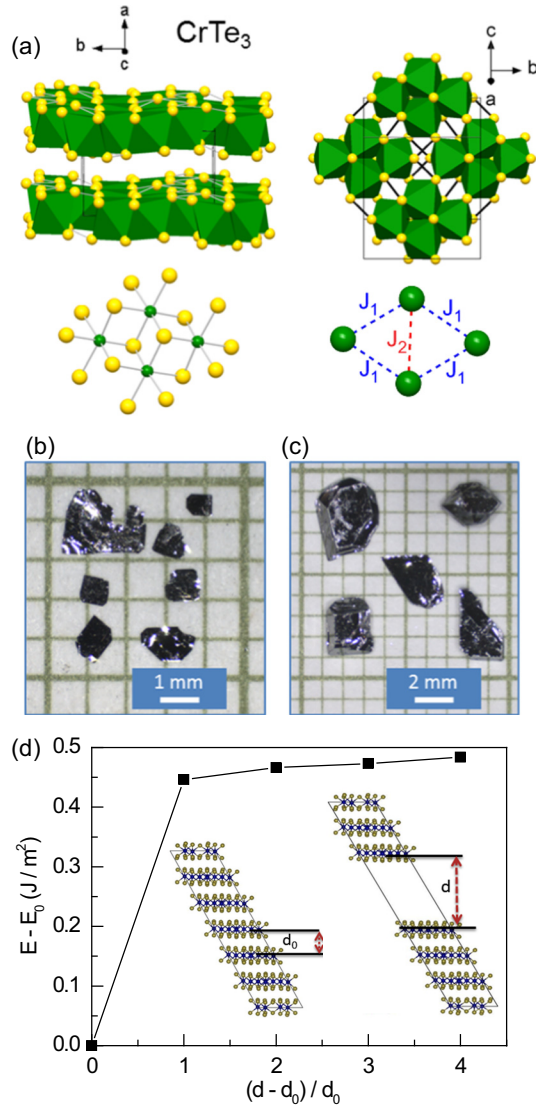 (a)
a
b
c
CrTe3
c
b
a
J1
J1
J2
J1
J1
(b)
(c)
1 mm
2 mm
(d)
0.5
0.4
0.3
0.2
0.1
0.0
E - E0 (J / m2)
d0
d
0
1
2
3
4
(d - d0) / d0